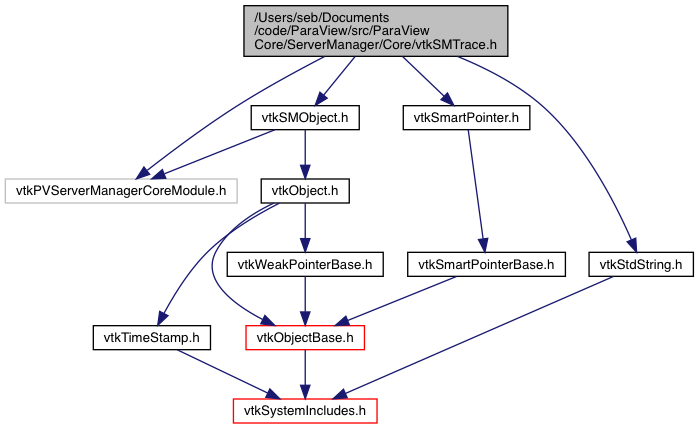 /Users/seb/Documents
/code/ParaView/src/ParaView
Core/ServerManager/Core/vtkSMTrace.h
vtkSMObject.h
vtkSmartPointer.h
vtkPVServerManagerCoreModule.h
vtkObject.h
vtkWeakPointerBase.h
vtkSmartPointerBase.h
vtkStdString.h
vtkTimeStamp.h
vtkObjectBase.h
vtkSystemIncludes.h